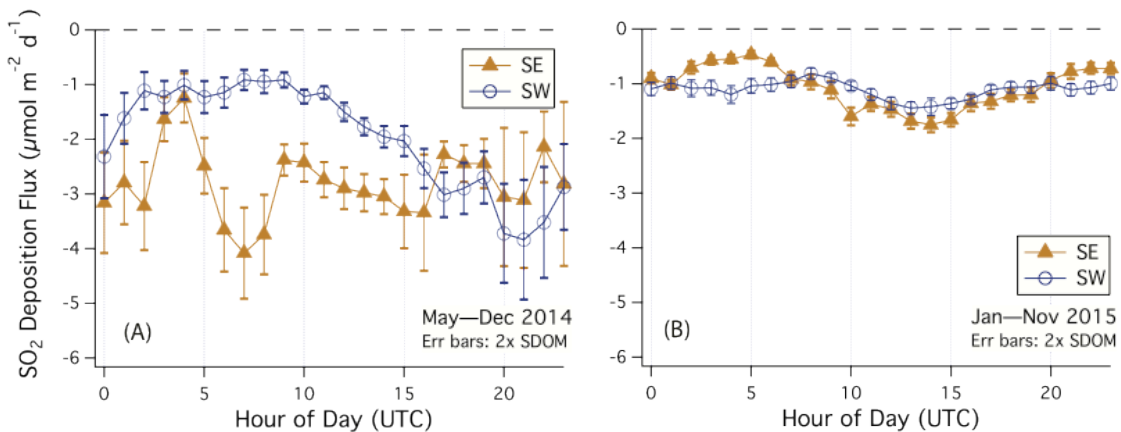 SO₂ Deposition Flux (μmol m⁻² d⁻¹)
0
-1
-2
-3
-4
-5
-6
SE
SW
(A)
May—Dec 2014
Err bars: 2x SDOM
0 5 10 15 20
Hour of Day (UTC)
0
-1
-2
-3
-4
-5
-6
SE
SW
(B)
Jan—Nov 2015
Err bars: 2x SDOM
0 5 10 15 20
Hour of Day (UTC)